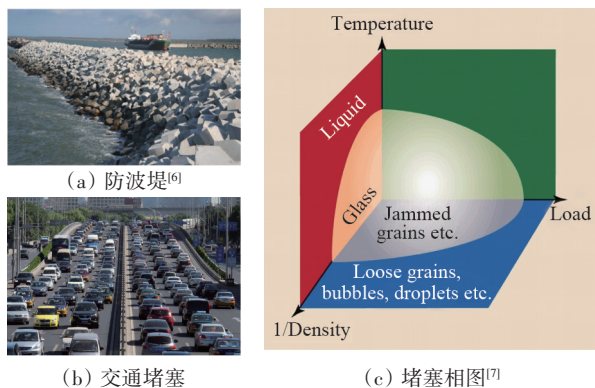 (a) 防波堤[6]
(b) 交通堵塞
Temperature
Liquid
Glass
Jammed
grains etc.
Load
Loose grains,
bubbles, droplets etc.
1/Density
(c) 堵塞相图[7]